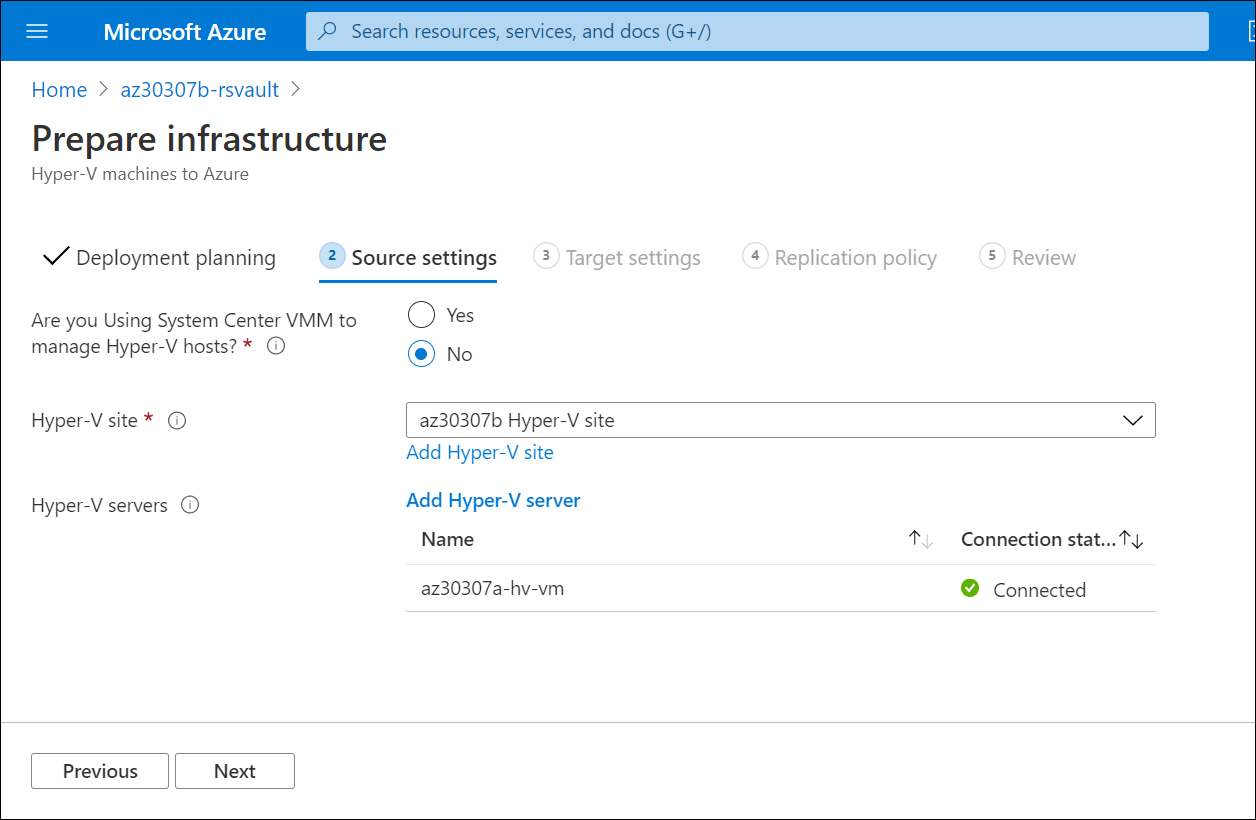 Microsoft Azure
Search resources, services, and docs (G+/)
Home > az30307b-rsvault >
Prepare infrastructure
Hyper-V machines to Azure
Deployment planning
2 Source settings
3 Target settings
4 Replication policy
5 Review
Are you Using System Center VMM to
manage Hyper-V hosts? *
Yes
No
Hyper-V site *
az30307b Hyper-V site
Add Hyper-V site
Hyper-V servers
Add Hyper-V server
Name
Connection stat...
az30307a-hv-vm
Connected
Previous
Next